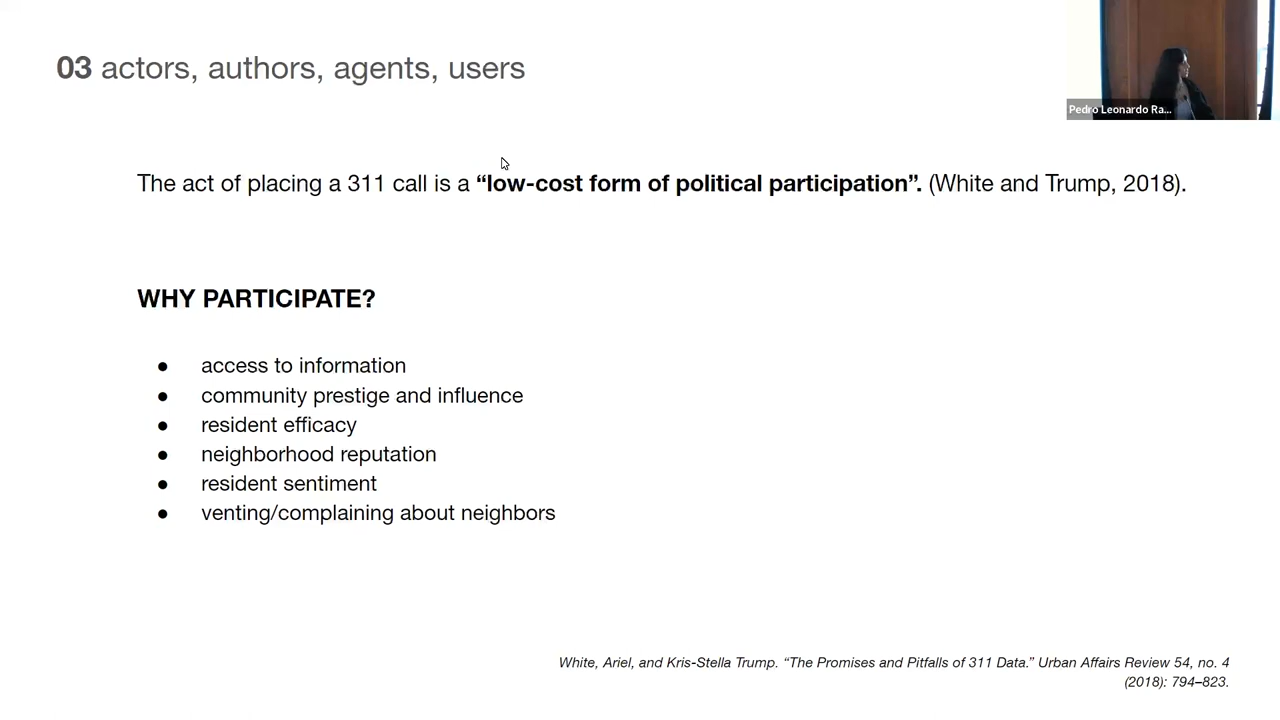 03 actors, authors, agents, users
Pedro Leonardo Ra...
The act of placing a 311 call is a “low-cost form of political participation”. (White and Trump, 2018).
WHY PARTICIPATE?
● access to information
● community prestige and influence
● resident efficacy
● neighborhood reputation
● resident sentiment
● venting/complaining about neighbors
White, Ariel, and Kris-Stella Trump. “The Promises and Pitfalls of 311 Data.” Urban Affairs Review 54, no. 4
(2018): 794–823.